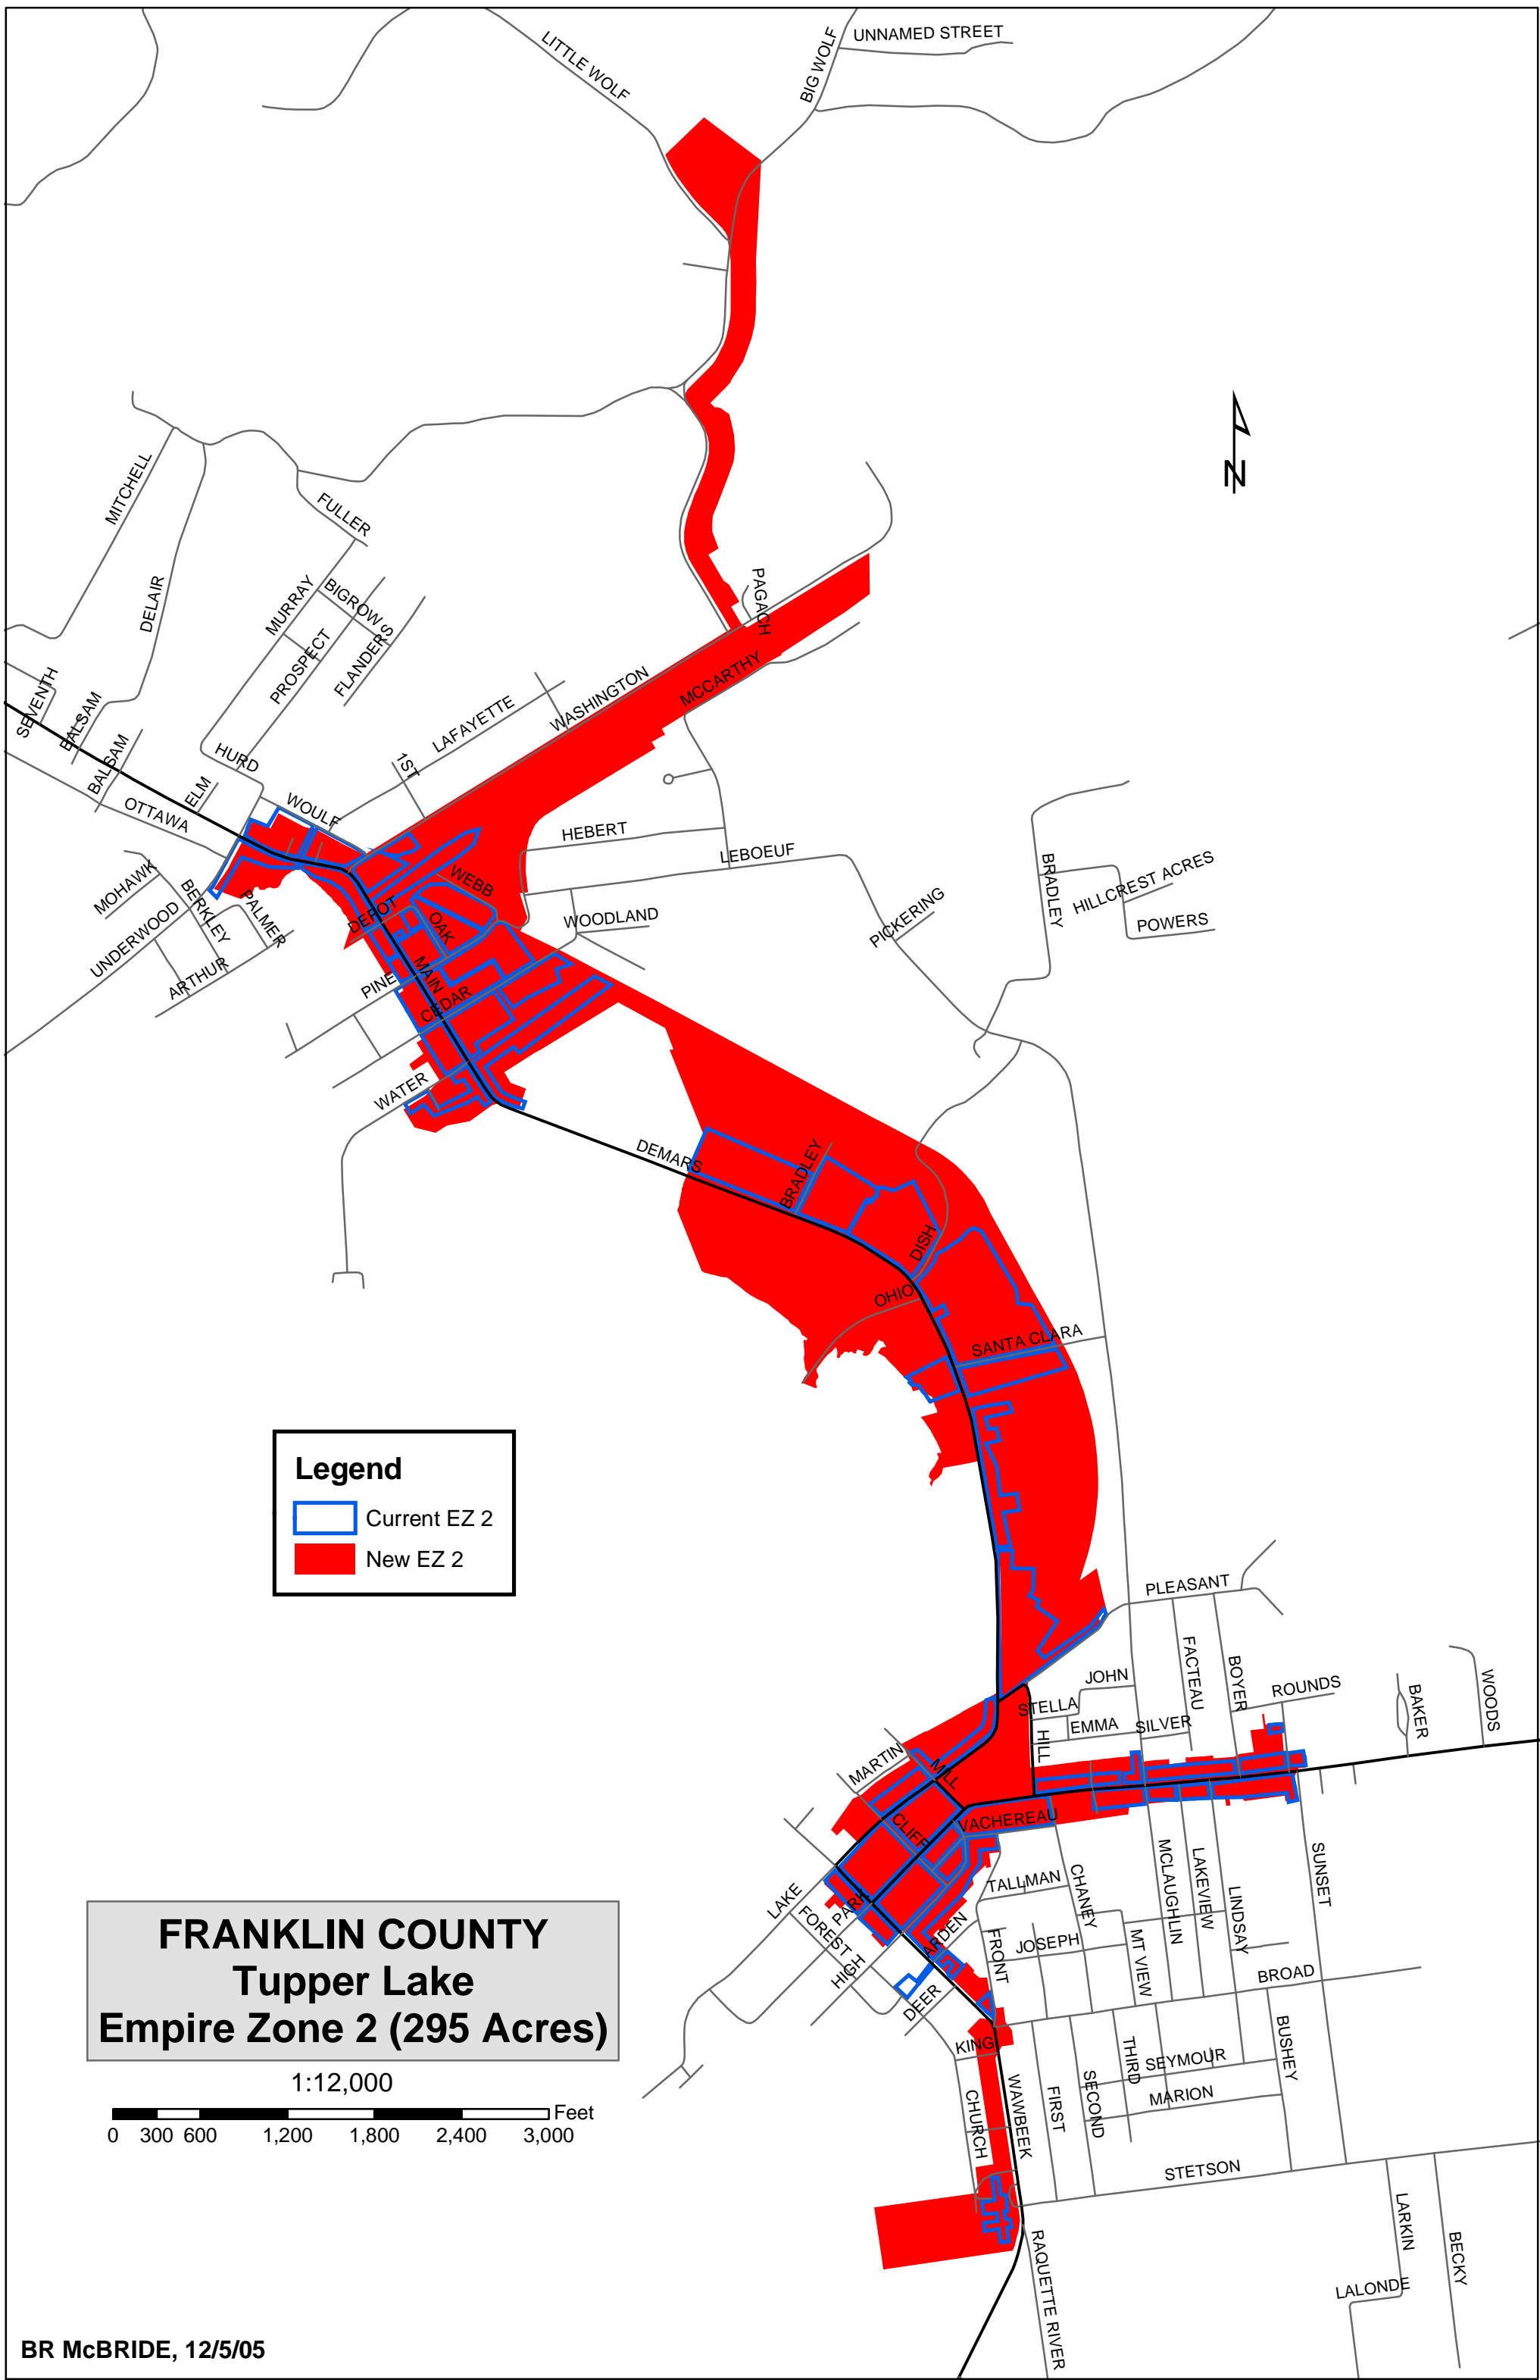 UNNAMED STREET
LITTLE WOLF
BIG WOLF
N
MITCHELL
FULLER
DELAIR
MURRAY
BIGROW
S
PROSPECT
FLANDERS
PAGACH
SEVENTH
BALSAM
BALSAM
HURD
LAFAYETTE
WASHINGTON
MCCARTHY
1ST
ELM
OTTAWA
WOULF
HEBERT
LEBOEUF
WEBB
MOHAWK
BERKLEY
PALMER
UNDERWOOD
ARTHUR
DEPOT
OAK
WOODLAND
PICKERING
BRADLEY
HILLCREST ACRES
POWERS
PINE
MAIN
CEDAR
WATER
DEMARS
BRADLEY
DISH
OHIO
SANTA CLARA
Legend
Current EZ 2
New EZ 2
PLEASANT
FACTEAU
BOYER
JOHN
STELLA
EMMA
SILVER
ROUNDS
BAKER
WOODS
HILL
MARTIN
MILL
CLIFF
VACHEREAU
LAKE
FOREST
PARK
HIGH
ARDEN
DEER
TALLMAN
CHANEY
FRONT
JOSEPH
MT VIEW
MCLAUGHLIN
LAKEVIEW
LINDSAY
SUNSET
BROAD
KING
CHURCH
WAWBEEK
FIRST
SECOND
THIRD
SEYMOUR
MARION
BUSHEY
STETSON
RAQUETTE RIVER
LARKIN
BECKY
LALONDE
FRANKLIN COUNTY
Tupper Lake
Empire Zone 2 (295 Acres)
1:12,000
Feet
0 300 600 1,200 1,800 2,400 3,000
BR McBRIDE, 12/5/05